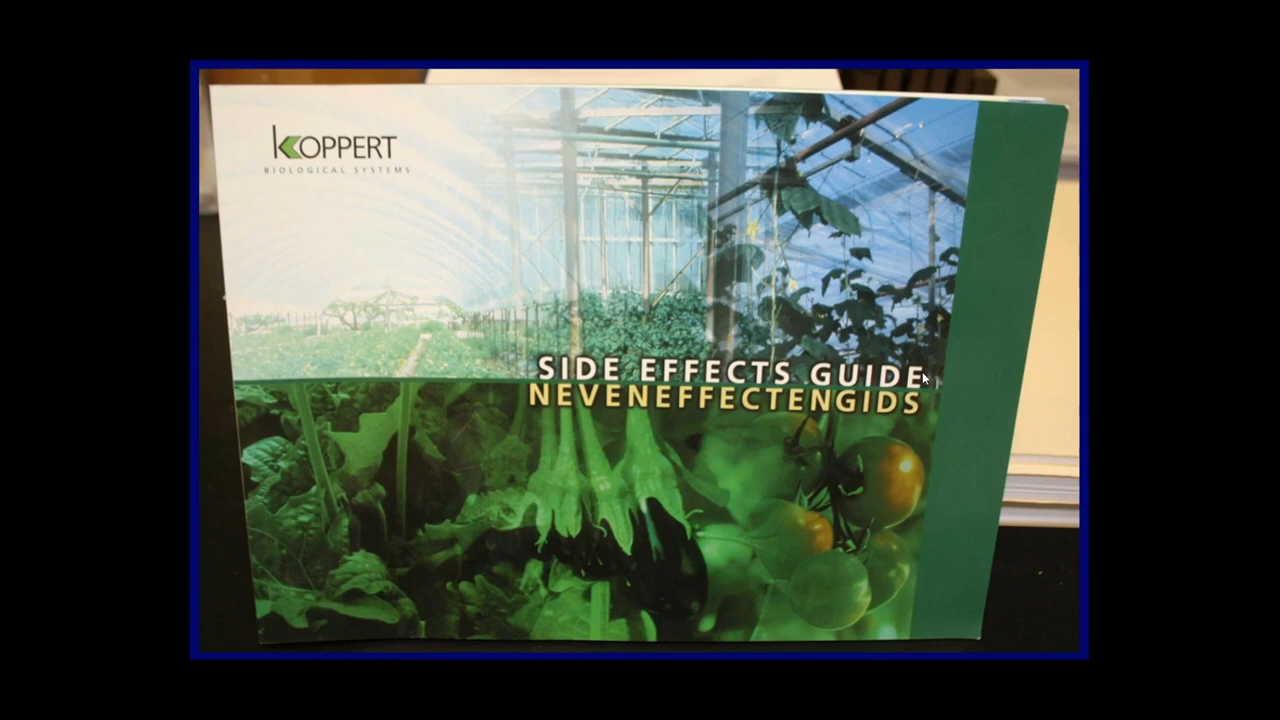 KOPPERT
BIOLOGICAL SYSTEMS
SIDE EFFECTS GUIDE
NEVENEFFECTENGIDS